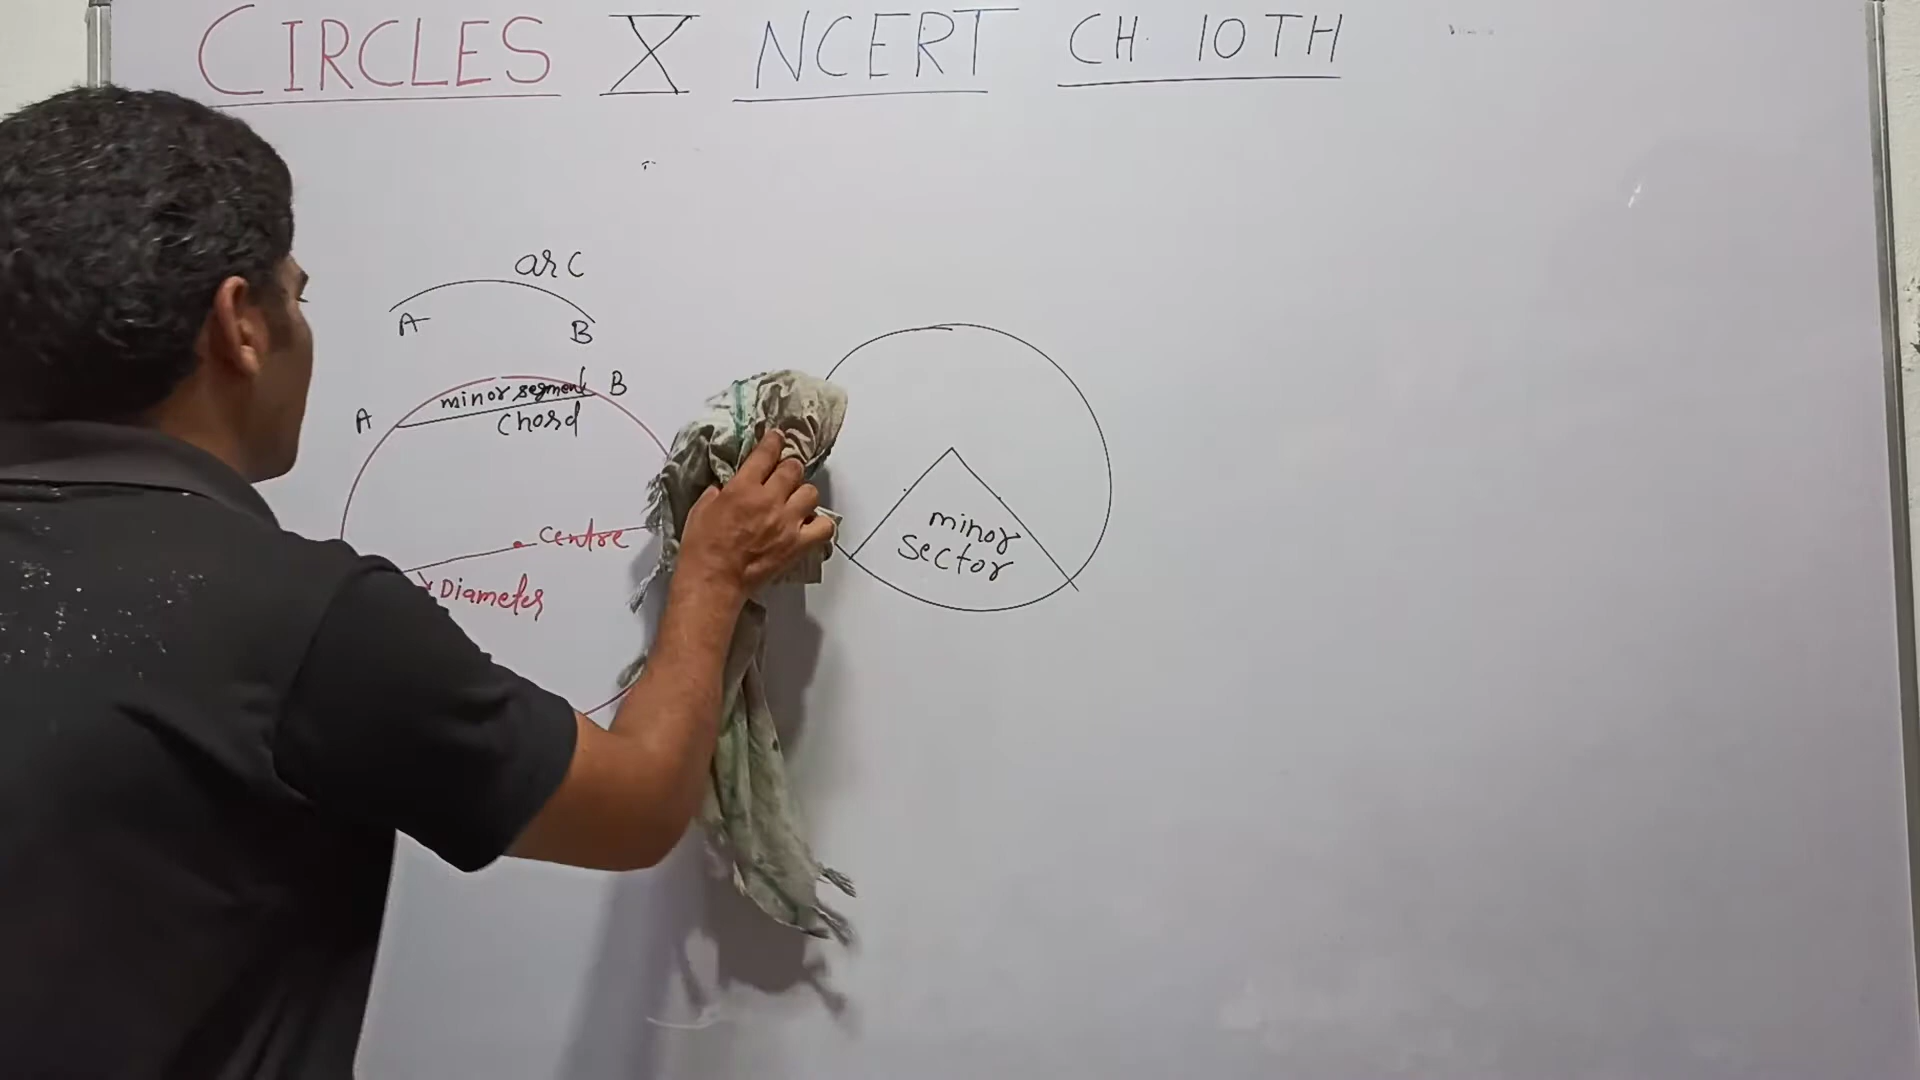 CIRCLES X NCERT CH. 10TH
arc
A B
minor segment B
A chord
centre
Diameter
minor
sector